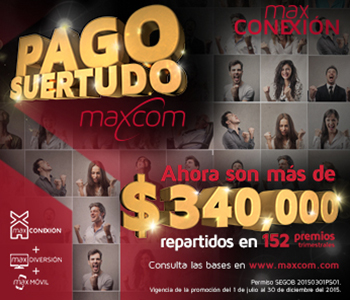 PAGO
SUERTUDO
maxcom
max
CONEXIÓN
Ahora son más de
$340,000
repartidos en 152 premios
trimestrales
Consulta las bases en www.maxcom.com
Permiso SEGOB 20150301PS01.
Vigencia de la promoción del 1 de julio al 30 de diciembre del 2015.
max CONEXIÓN
+
max DIVERSIÓN
+
max MÓVIL